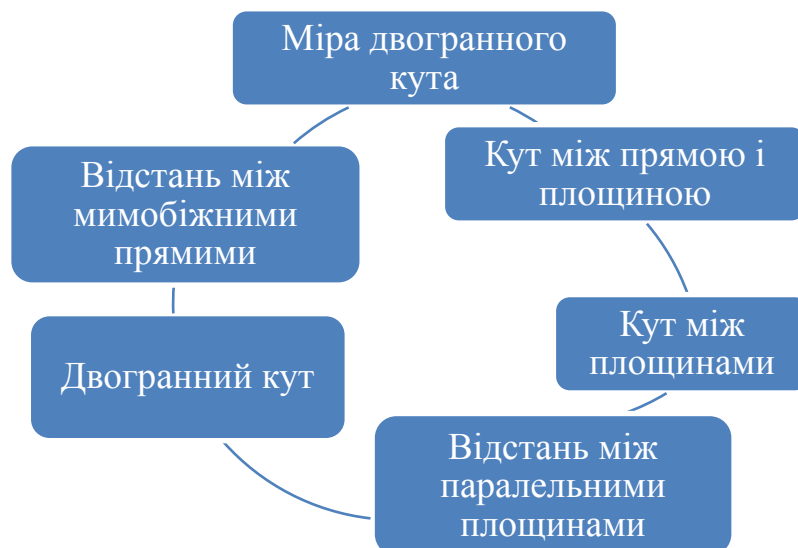 Міра двогранного
кута
Кут між прямою і
площиною
Кут між
площинами
Відстань між
паралельними
площинами
Двогранний кут
Відстань між
мимобіжними
прямими